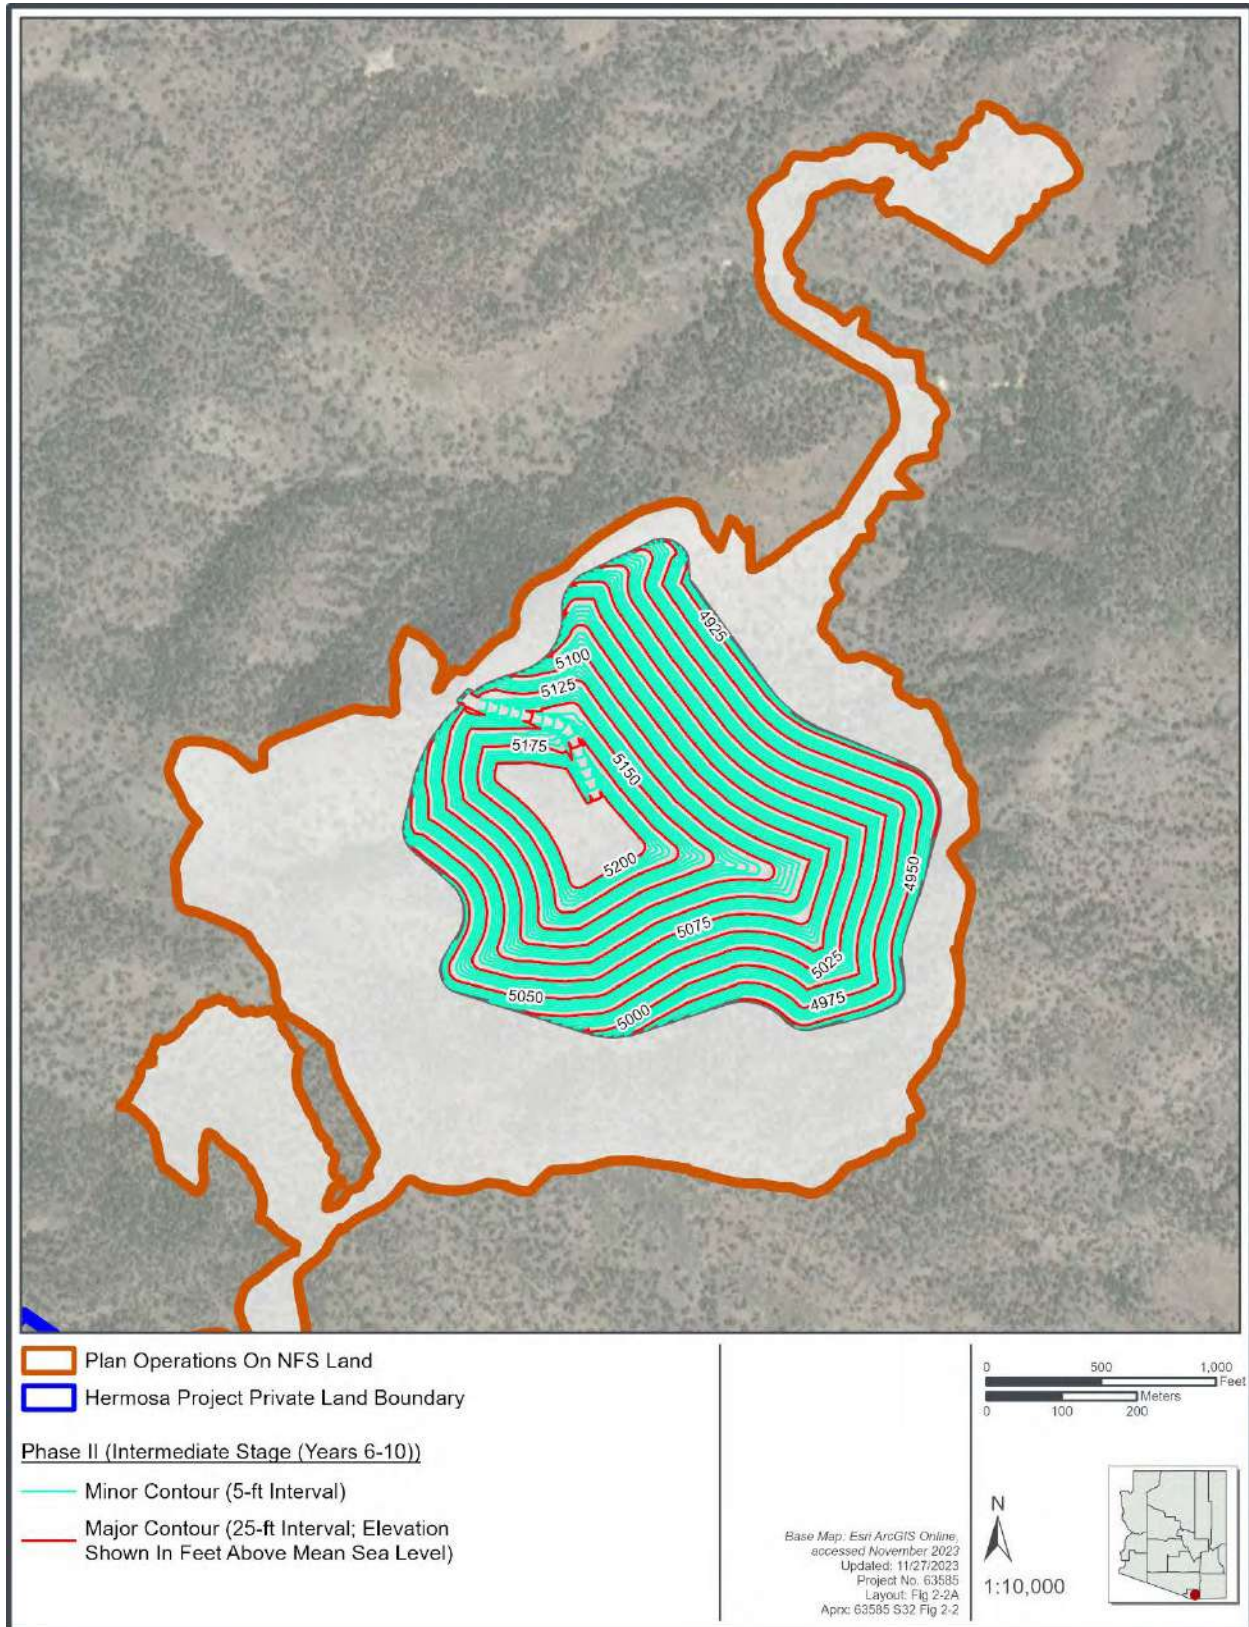 4925
5100
5125
5175
5150
5200
4950
5075
5025
5050
5000
4975
Plan Operations On NFS Land
Hermosa Project Private Land Boundary
Phase II (Intermediate Stage (Years 6-10))
Minor Contour (5-ft Interval)
Major Contour (25-ft Interval; Elevation
Shown In Feet Above Mean Sea Level)
Base Map: Esri ArcGIS Online,
accessed November 2023
Updated: 11/27/2023
Project No. 63585
Layout: Fig 2-2A
Aprx: 63585 S32 Fig 2-2
0 500 1,000
Feet
Meters
0 100 200
N
1:10,000